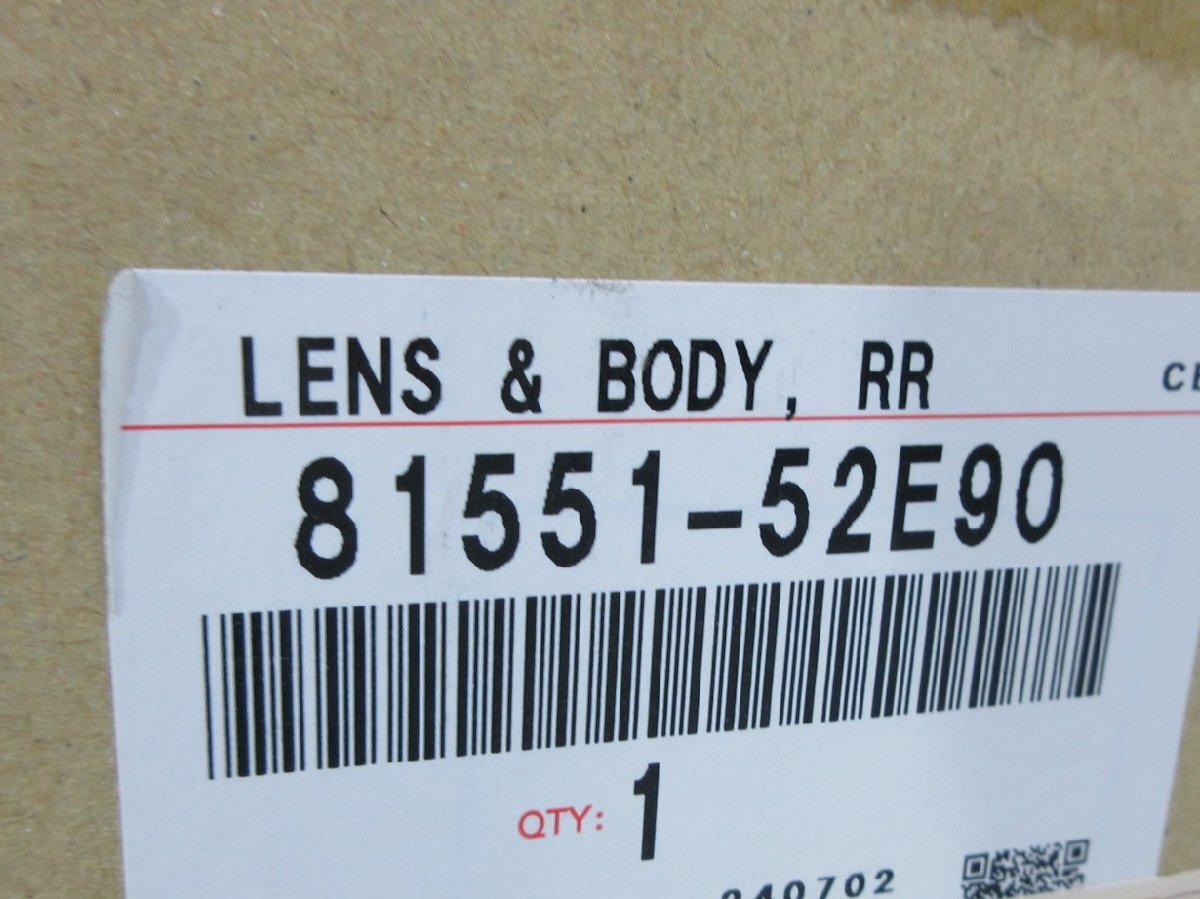 LENS & BODY, RR
81551-52E90
QTY: 1